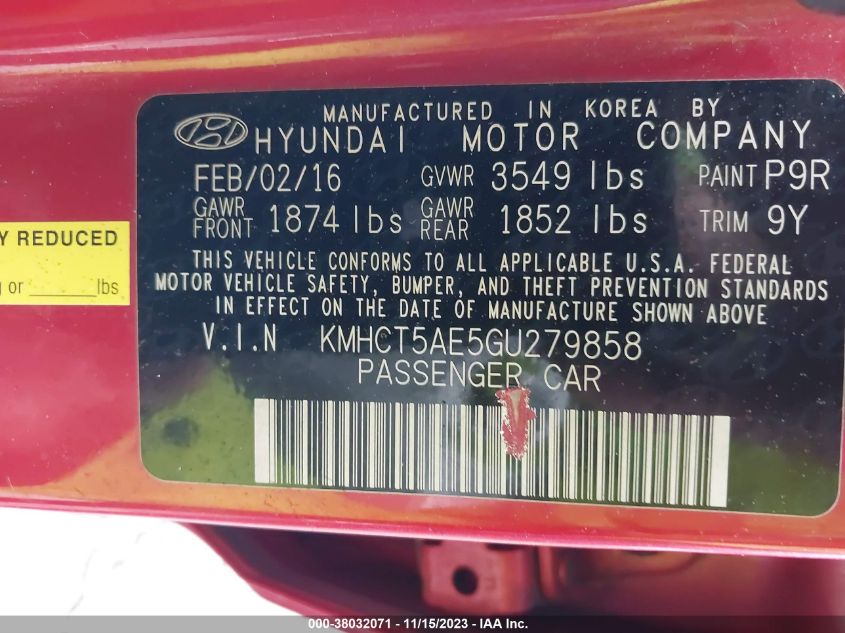 MANUFACTURED IN KOREA BY
HYUNDAI MOTOR COMPANY
FEB/02/16 GVWR 3549 lbs PAINT P9R
GAWR FRONT 1874 lbs GAWR REAR 1852 lbs TRIM 9Y
THIS VEHICLE CONFORMS TO ALL APPLICABLE U.S.A. FEDERAL
MOTOR VEHICLE SAFETY, BUMPER, AND THEFT PREVENTION STANDARDS
IN EFFECT ON THE DATE OF MANUFACTURE SHOWN ABOVE
V.I.N KMHCT5AE5GU279858
PASSENGER CAR
REDUCED
or ______lbs
000-38032071 - 11/15/2023 - IAAI.com